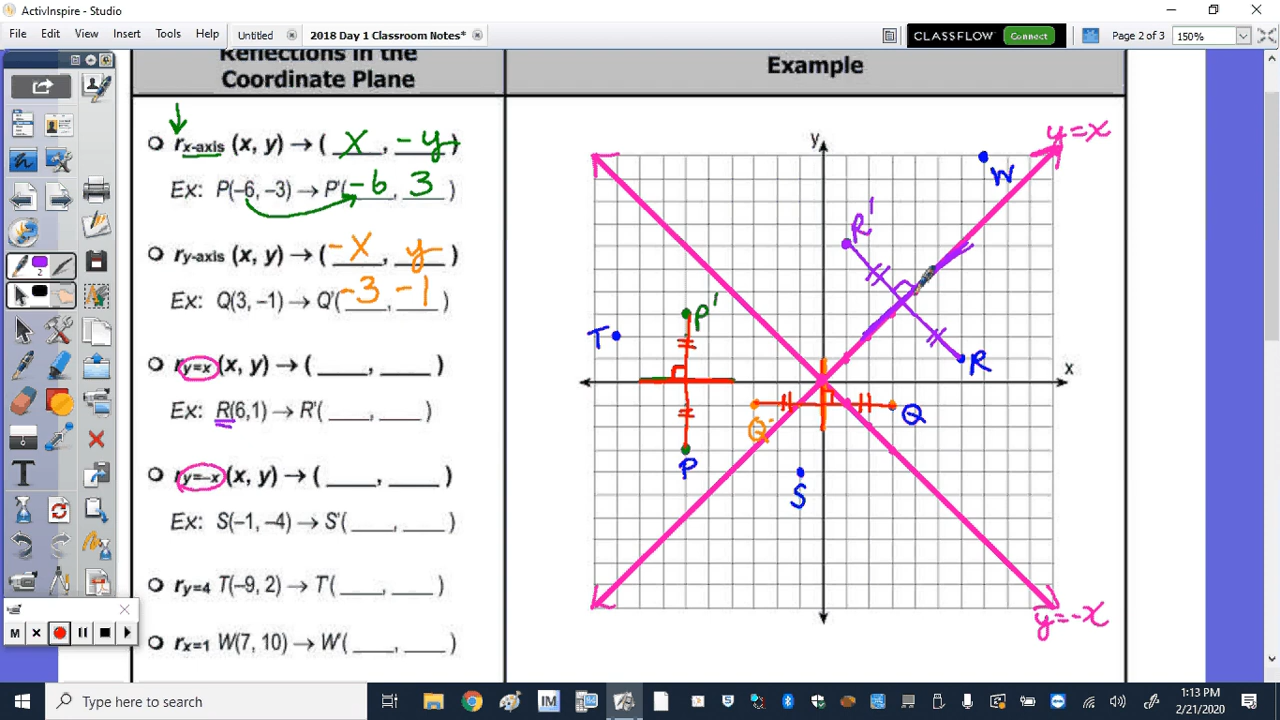 ActivInspire - Studio
File Edit View Insert Tools Help Untitled 2018 Day 1 Classroom Notes* CLASSFLOW Connect Page 2 of 3 150%
Reflections in the
Coordinate Plane
Example
r x-axis (x, y) → ( x , -y )
Ex: P(–6, –3) → P'( -6 , 3 )
r y-axis (x, y) → ( -x , y )
Ex: Q(3, –1) → Q'( -3 , -1 )
r y=x (x, y) → ( ____, ____ )
Ex: R(6,1) → R'( ____, ____ )
r y=–x (x, y) → ( ____, ____ )
Ex: S(–1, –4) → S'( ____, ____ )
r y=4 T(–9, 2) → T'( ____, ____ )
r x=1 W(7, 10) → W'( ____, ____ )
y
y=x
W
R'
P'
T
R
x
Q
Q
P
S
y=-x
2
T
M
Type here to search
IM
S
1:13 PM
2/21/2020